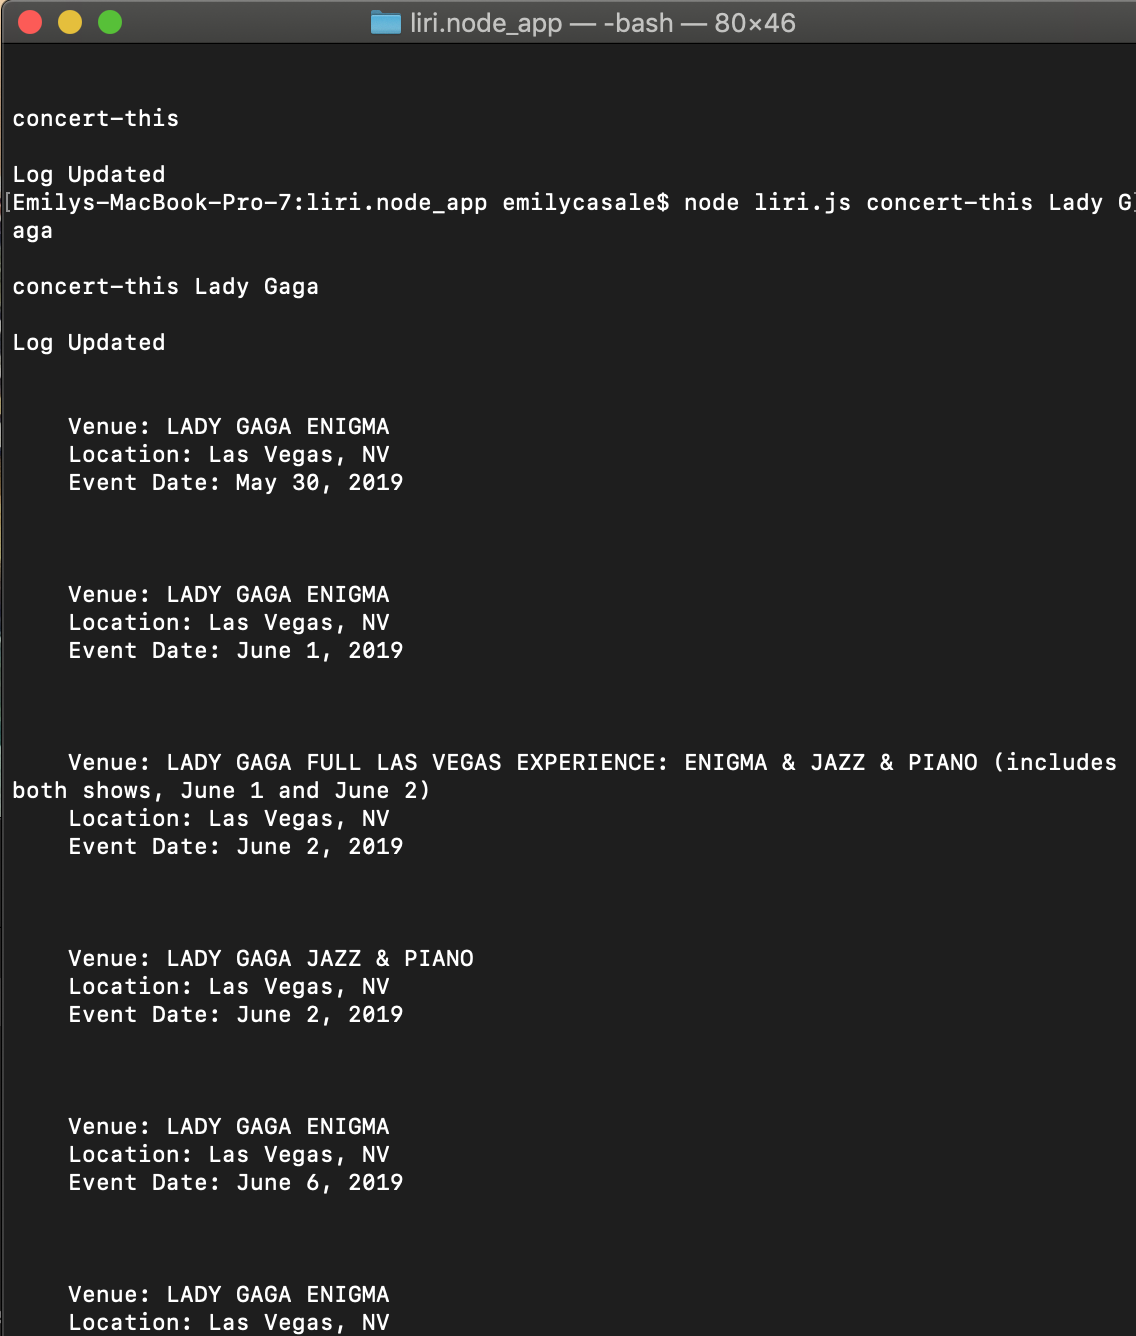 liri.node_app — -bash — 80×46
concert-this
Log Updated
[Emilys-MacBook-Pro-7:liri.node_app emilycasale$ node liri.js concert-this Lady G]
aga
concert-this Lady Gaga
Log Updated
Venue: LADY GAGA ENIGMA
Location: Las Vegas, NV
Event Date: May 30, 2019
Venue: LADY GAGA ENIGMA
Location: Las Vegas, NV
Event Date: June 1, 2019
Venue: LADY GAGA FULL LAS VEGAS EXPERIENCE: ENIGMA & JAZZ & PIANO (includes
both shows, June 1 and June 2)
Location: Las Vegas, NV
Event Date: June 2, 2019
Venue: LADY GAGA JAZZ & PIANO
Location: Las Vegas, NV
Event Date: June 2, 2019
Venue: LADY GAGA ENIGMA
Location: Las Vegas, NV
Event Date: June 6, 2019
Venue: LADY GAGA ENIGMA
Location: Las Vegas, NV